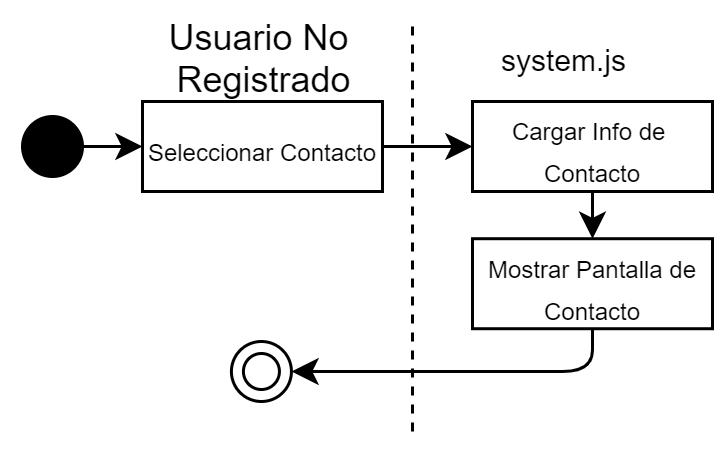 Usuario No
Registrado
system.js
Seleccionar Contacto
Cargar Info de
Contacto
Mostrar Pantalla de
Contacto